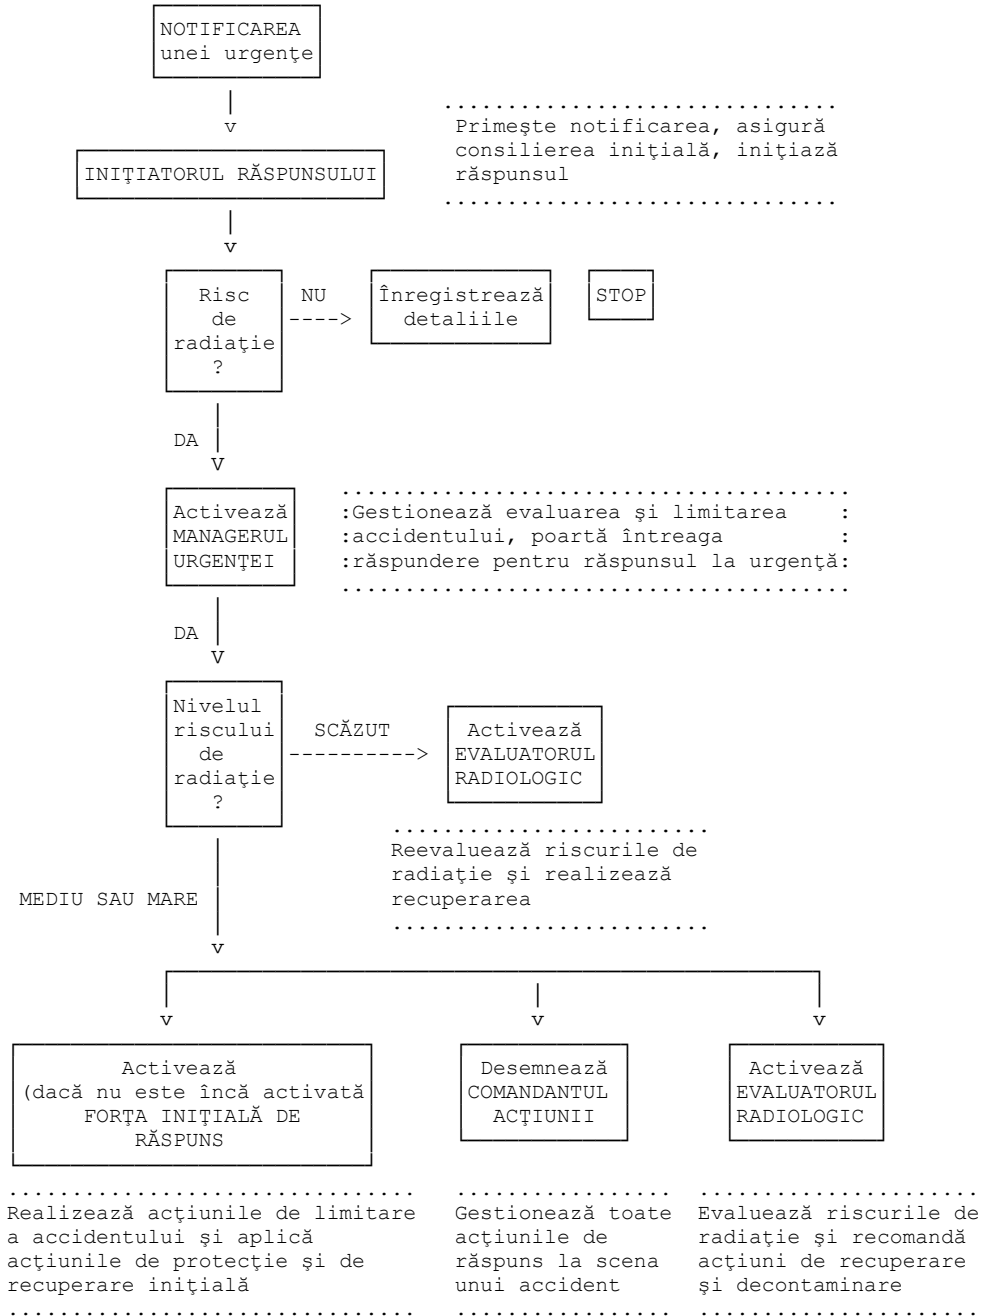 NOTIFICAREA
unei urgenţe
v
Primeşte notificarea, asigură
consilierea iniţială, iniţiază
răspunsul
INIŢIATORUL RĂSPUNSULUI
v
Risc
de
radiaţie
?
NU
---->
Înregistrează
detaliile
STOP
DA
V
Activează
MANAGERUL
URGENŢEI
:Gestionează evaluarea şi limitarea :
:accidentului, poartă întreaga :
:răspundere pentru răspunsul la urgenţă:
DA
V
Nivelul
riscului
de
radiaţie
?
SCĂZUT
---------->
Activează
EVALUATORUL
RADIOLOGIC
Reevaluează riscurile de
radiaţie şi realizează
recuperarea
MEDIU SAU MARE
v
v v v
Activează
(dacă nu este încă activată
FORŢA INIŢIALĂ DE
RĂSPUNS
Desemnează
COMANDANTUL
ACŢIUNII
Activează
EVALUATORUL
RADIOLOGIC
Realizează acţiunile de limitare
a accidentului şi aplică
acţiunile de protecţie şi de
recuperare iniţială
Gestionează toate
acţiunile de
răspuns la scena
unui accident
Evaluează riscurile de
radiaţie şi recomandă
acţiuni de recuperare
şi decontaminare